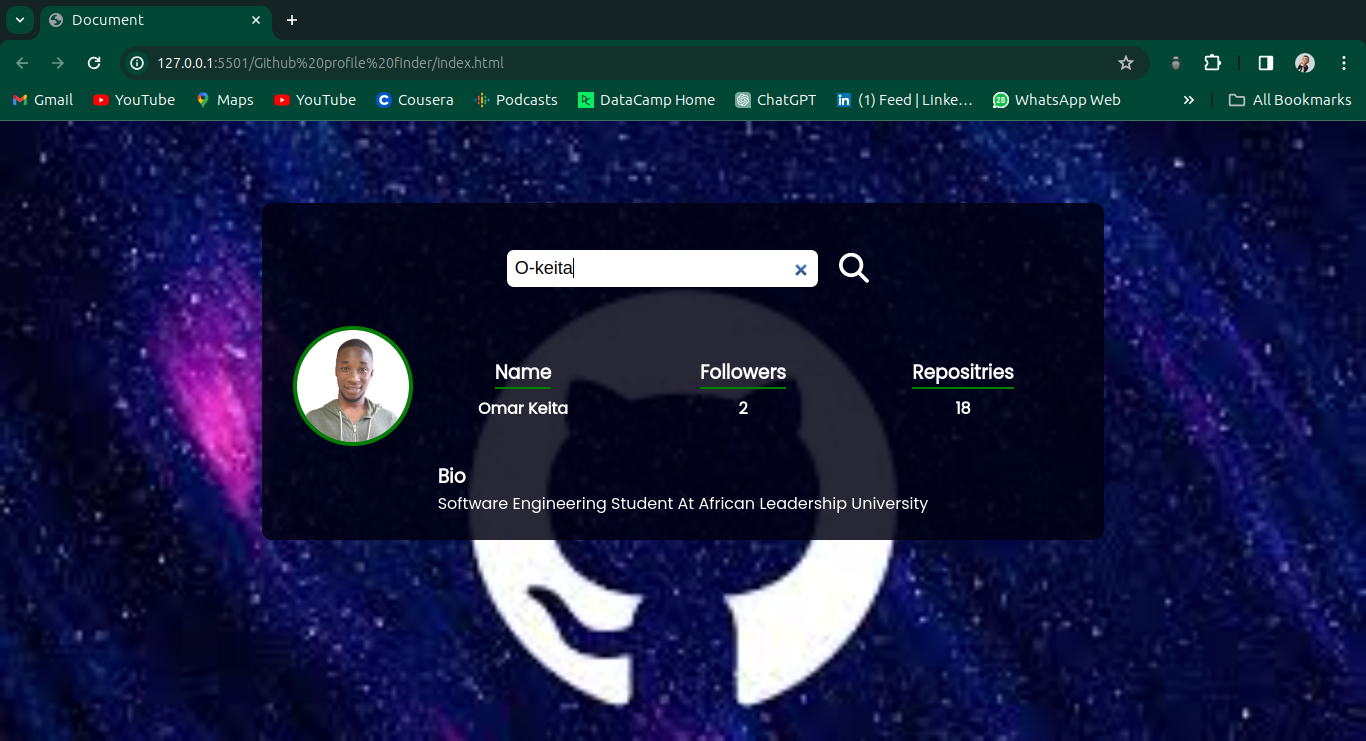 Document
127.0.0.1:5501/Github%20profile%20finder/index.html
Gmail YouTube Maps YouTube Cousera Podcasts DataCamp Home ChatGPT (1) Feed | Linke… 28 WhatsApp Web » All Bookmarks
O-keita
Name Followers Repositries
Omar Keita 2 18
Bio
Software Engineering Student At African Leadership University